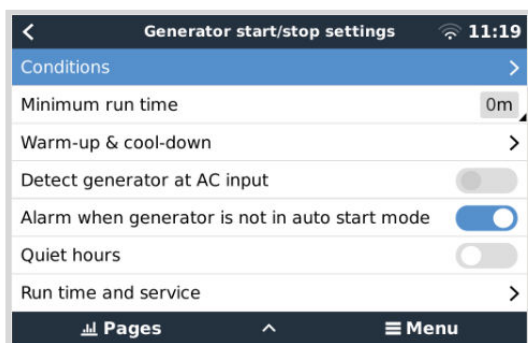 Generator start/stop settings 11:19
Conditions
Minimum run time 0m
Warm-up & cool-down
Detect generator at AC input
Alarm when generator is not in auto start mode
Quiet hours
Run time and service
Pages Menu